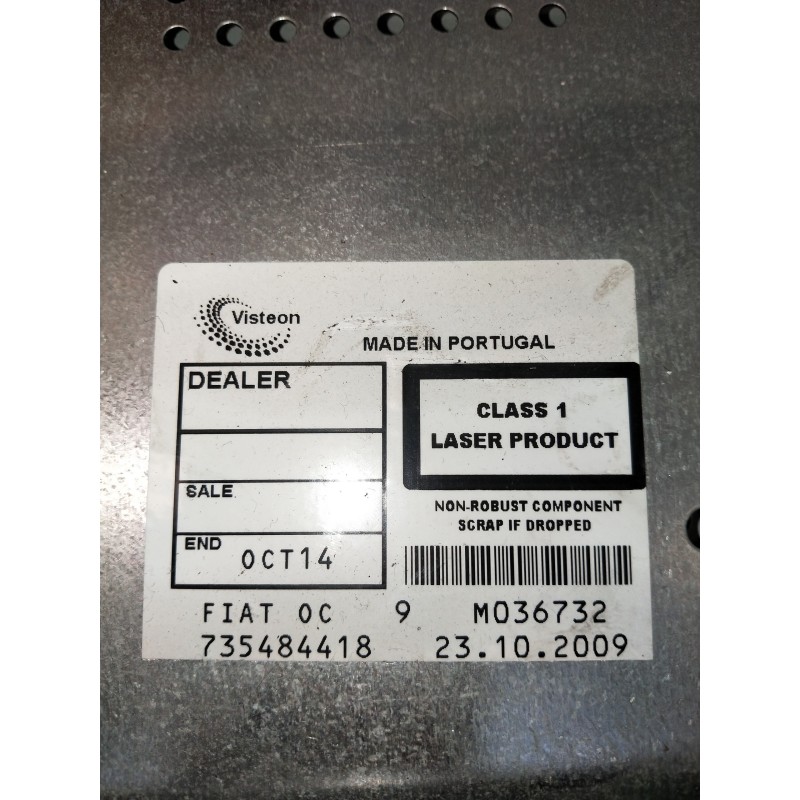 Visteon
MADE IN PORTUGAL
DEALER
SALE
END OCT14
CLASS 1
LASER PRODUCT
NON-ROBUST COMPONENT
SCRAP IF DROPPED
FIAT OC 9 M036732
735484418 23.10.2009